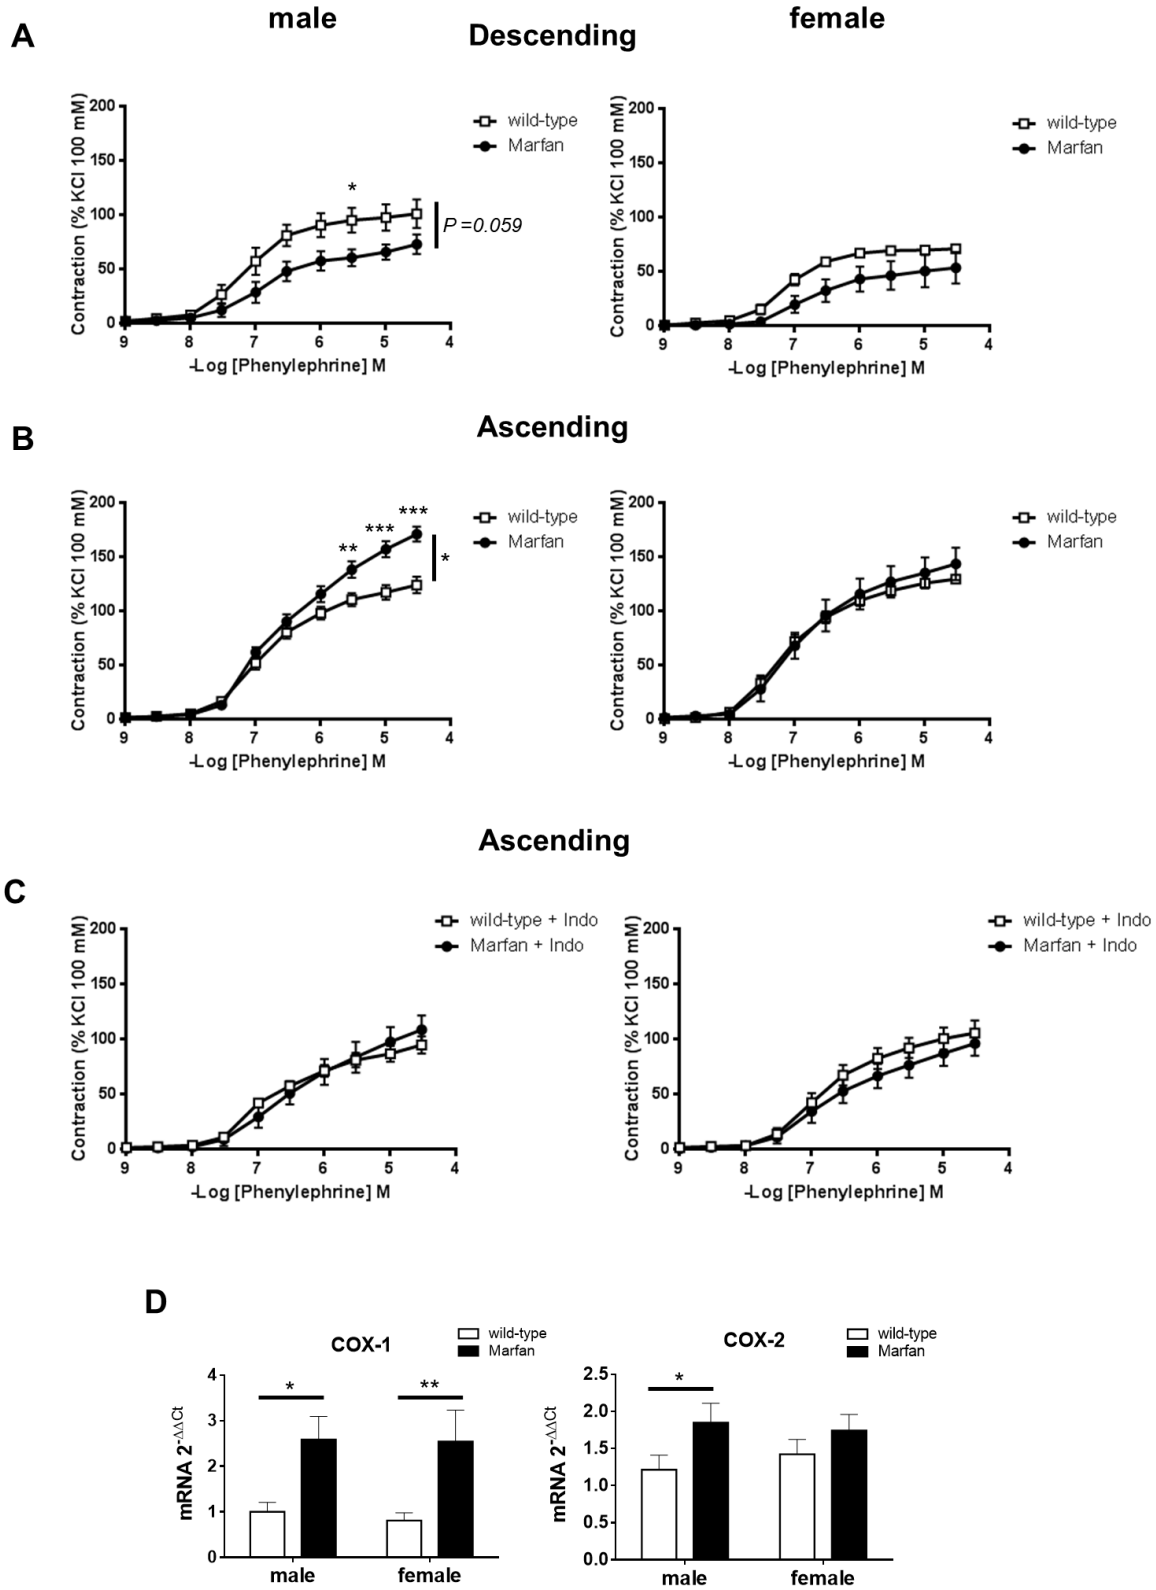 male
female
A
Descending
Contraction (% KCl 100 mM)
200
150
100
50
0
9 8 7 6 5 4
-Log [Phenylephrine] M
wild-type
Marfan
*
P =0.059
Contraction (% KCl 100 mM)
200
150
100
50
0
9 8 7 6 5 4
-Log [Phenylephrine] M
wild-type
Marfan
B
Ascending
Contraction (% KCl 100 mM)
200
150
100
50
0
9 8 7 6 5 4
-Log [Phenylephrine] M
wild-type
Marfan
** *** ***
*
Contraction (% KCl 100 mM)
200
150
100
50
0
9 8 7 6 5 4
-Log [Phenylephrine] M
wild-type
Marfan
Ascending
C
Contraction (% KCl 100 mM)
200
150
100
50
0
9 8 7 6 5 4
-Log [Phenylephrine] M
wild-type + Indo
Marfan + Indo
Contraction (% KCl 100 mM)
200
150
100
50
0
9 8 7 6 5 4
-Log [Phenylephrine] M
wild-type + Indo
Marfan + Indo
D
COX-1
wild-type
Marfan
mRNA 2^-ΔΔCt
4
3
2
1
0
* **
male female
COX-2
wild-type
Marfan
mRNA 2^-ΔΔCt
2.5
2.0
1.5
1.0
0.5
0.0
*
male female